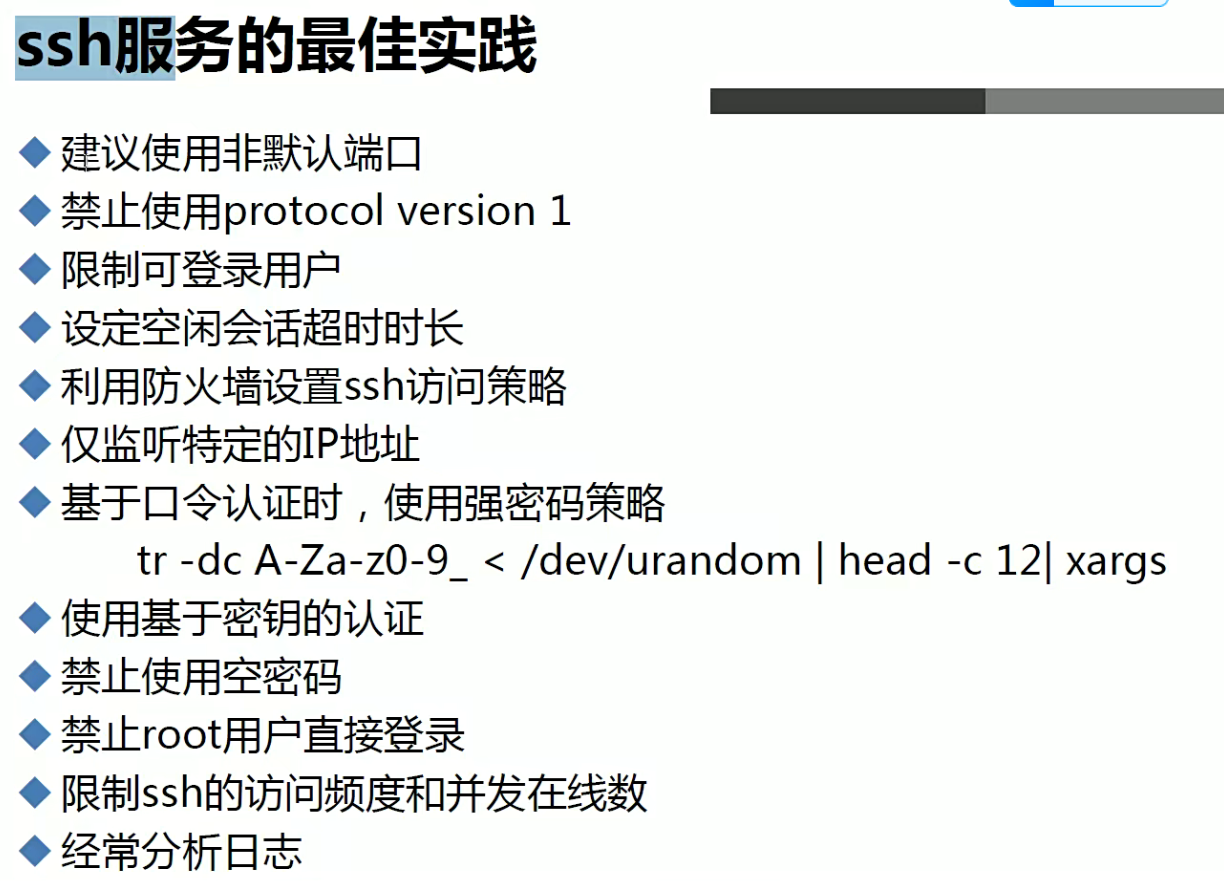 ssh服务的最佳实践
建议使用非默认端口
禁止使用protocol version 1
限制可登录用户
设定空闲会话超时时长
利用防火墙设置ssh访问策略
仅监听特定的IP地址
基于口令认证时，使用强密码策略
tr -dc A-Za-z0-9_ < /dev/urandom | head -c 12| xargs
使用基于密钥的认证
禁止使用空密码
禁止root用户直接登录
限制ssh的访问频度和并发在线数
经常分析日志